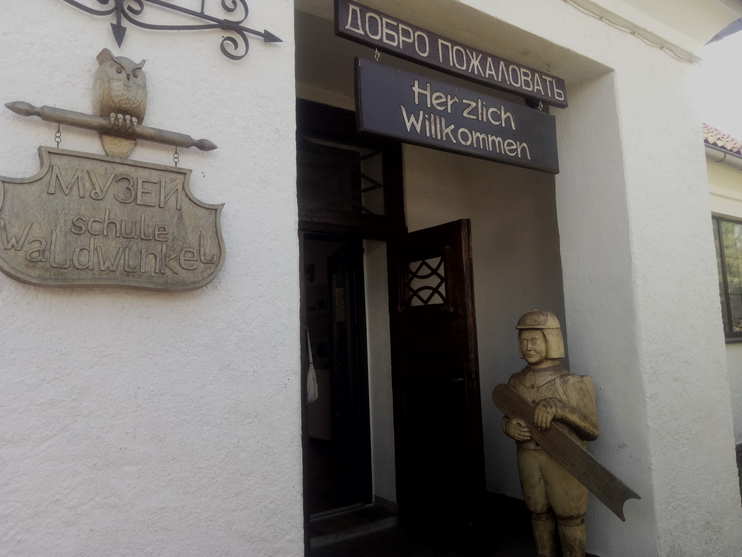 ДОБРО ПОЖАЛОВАТЬ
Herzlich
Willkommen
МУЗЕЙ
schule
Waldwinkel